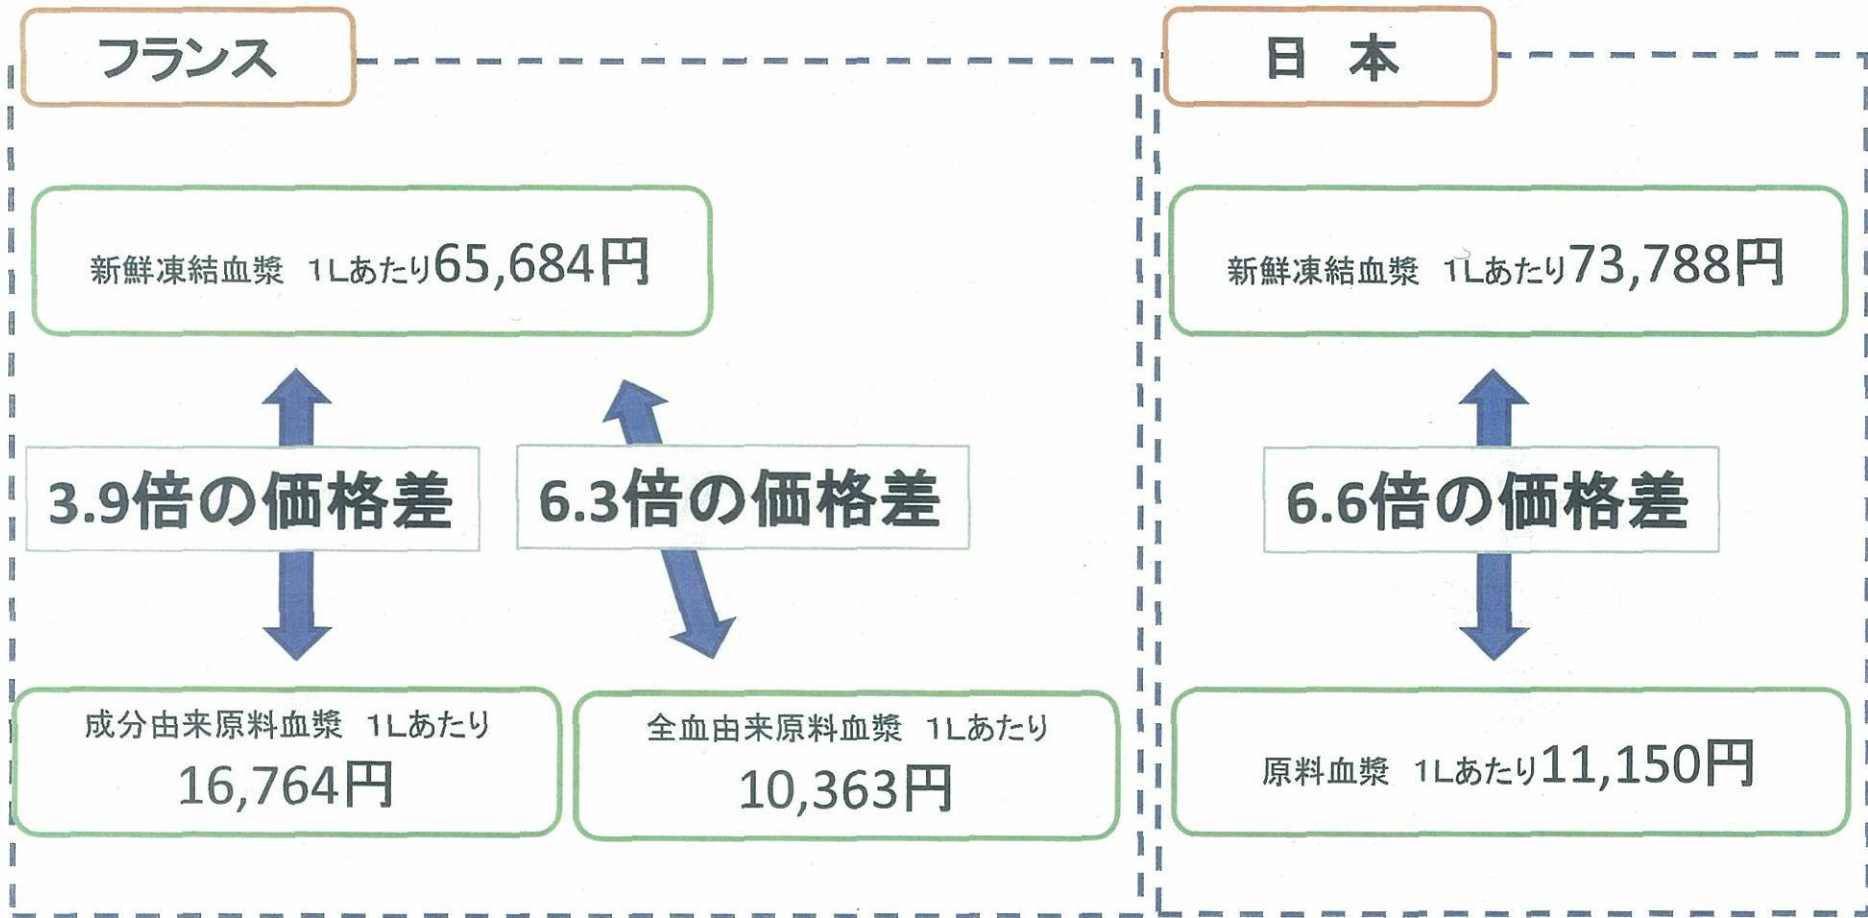 フランス
新鮮凍結血漿 1Lあたり65,684円
3.9倍の価格差
6.3倍の価格差
成分由来原料血漿 1Lあたり
16,764円
全血由来原料血漿 1Lあたり
10,363円
日 本
新鮮凍結血漿 1Lあたり73,788円
6.6倍の価格差
原料血漿 1Lあたり11,150円